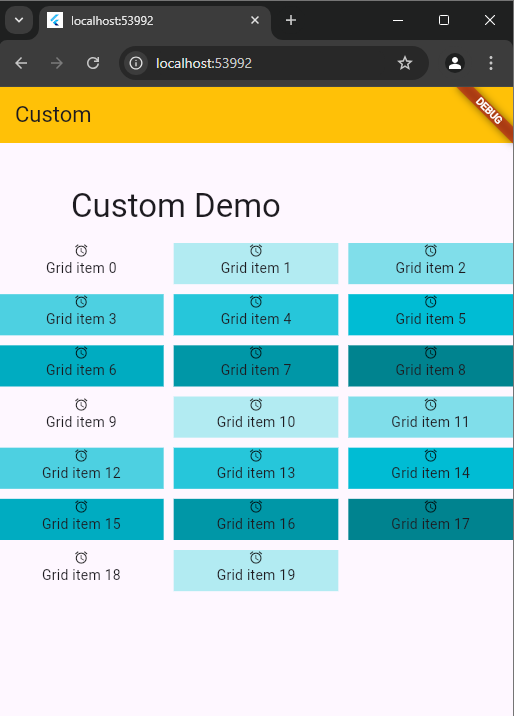 localhost:53992
localhost:53992
Custom
DEBUG
Custom Demo
Grid item 0
Grid item 1
Grid item 2
Grid item 3
Grid item 4
Grid item 5
Grid item 6
Grid item 7
Grid item 8
Grid item 9
Grid item 10
Grid item 11
Grid item 12
Grid item 13
Grid item 14
Grid item 15
Grid item 16
Grid item 17
Grid item 18
Grid item 19